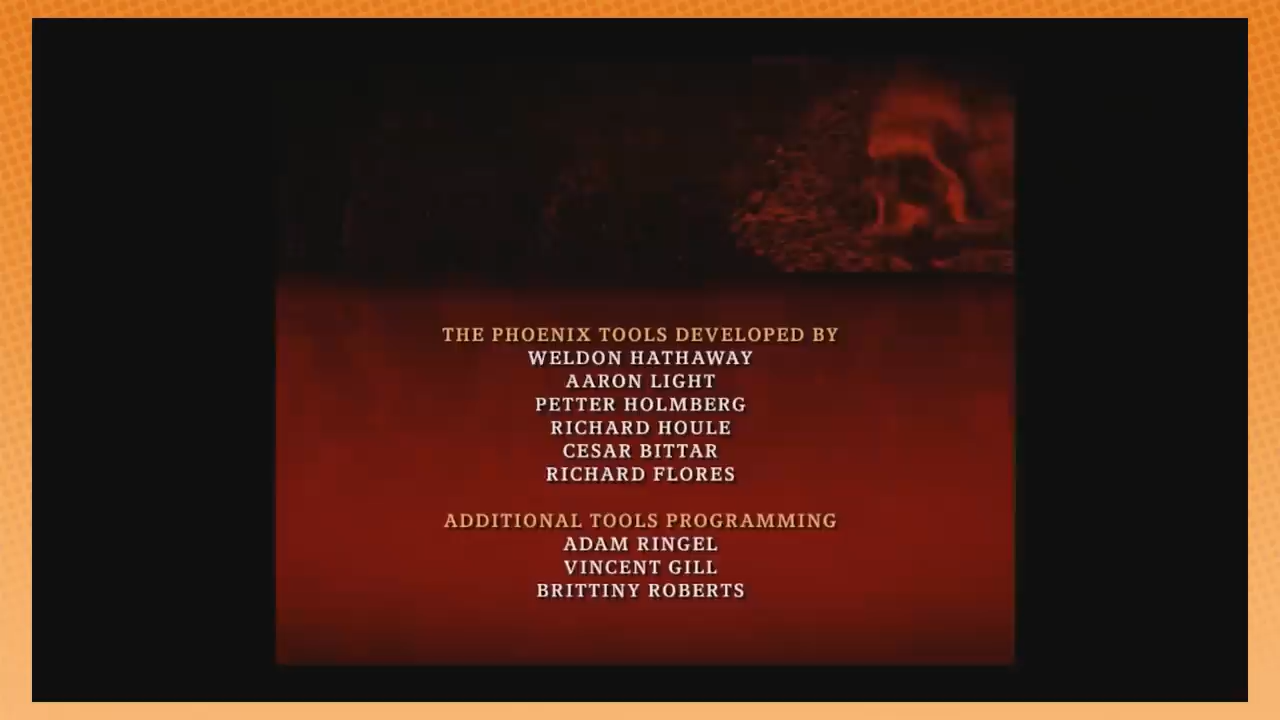 THE PHOENIX TOOLS DEVELOPED BY
WELDON HATHAWAY
AARON LIGHT
PETTER HOLMBERG
RICHARD HOULE
CESAR BITTAR
RICHARD FLORES
ADDITIONAL TOOLS PROGRAMMING
ADAM RINGEL
VINCENT GILL
BRITTINY ROBERTS